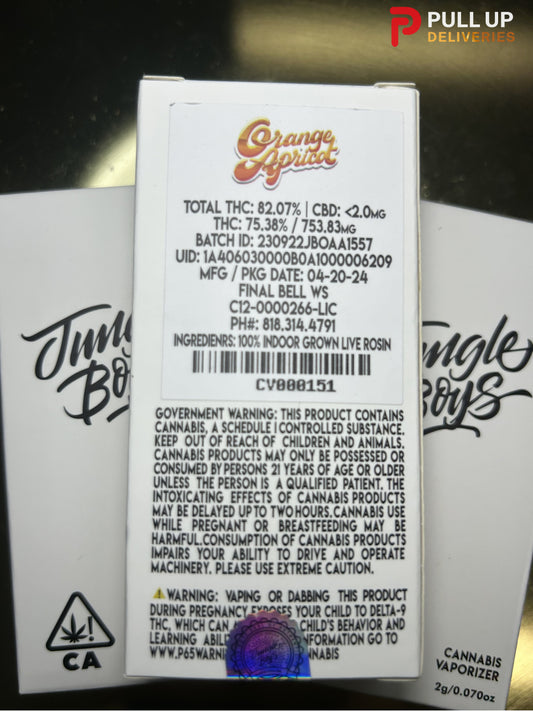 PULL UP
DELIVERIES
Orange
Apricot
TOTAL THC: 82.07% | CBD: <2.0MG
THC: 75.38% / 753.83MG
BATCH ID: 230922JBOAA1557
UID: 1A406030000B0A1000006209
MFG / PKG DATE: 04-20-24
FINAL BELL WS
C12-0000266-LIC
PH#: 818.314.4791
INGREDIENRS: 100% INDOOR GROWN LIVE ROSIN
CV000151
GOVERNMENT WARNING: THIS PRODUCT CONTAINS
CANNABIS, A SCHEDULE I CONTROLLED SUBSTANCE.
KEEP OUT OF REACH OF CHILDREN AND ANIMALS.
CANNABIS PRODUCTS MAY ONLY BE POSSESSED OR
CONSUMED BY PERSONS 21 YEARS OF AGE OR OLDER
UNLESS THE PERSON IS A QUALIFIED PATIENT. THE
INTOXICATING EFFECTS OF CANNABIS PRODUCTS
MAY BE DELAYED UP TO TWO HOURS.CANNABIS USE
WHILE PREGNANT OR BREASTFEEDING MAY BE
HARMFUL.CONSUMPTION OF CANNABIS PRODUCTS
IMPAIRS YOUR ABILITY TO DRIVE AND OPERATE
MACHINERY. PLEASE USE EXTREME CAUTION.
WARNING: VAPING OR DABBING THIS PRODUCT
DURING PREGNANCY EXPOSES YOUR CHILD TO DELTA-9
THC, WHICH CAN CHILD'S BEHAVIOR AND
LEARNING GO TO
Jungle
Boys
CA
CANNABIS
VAPORIZER
2g/0.070oz